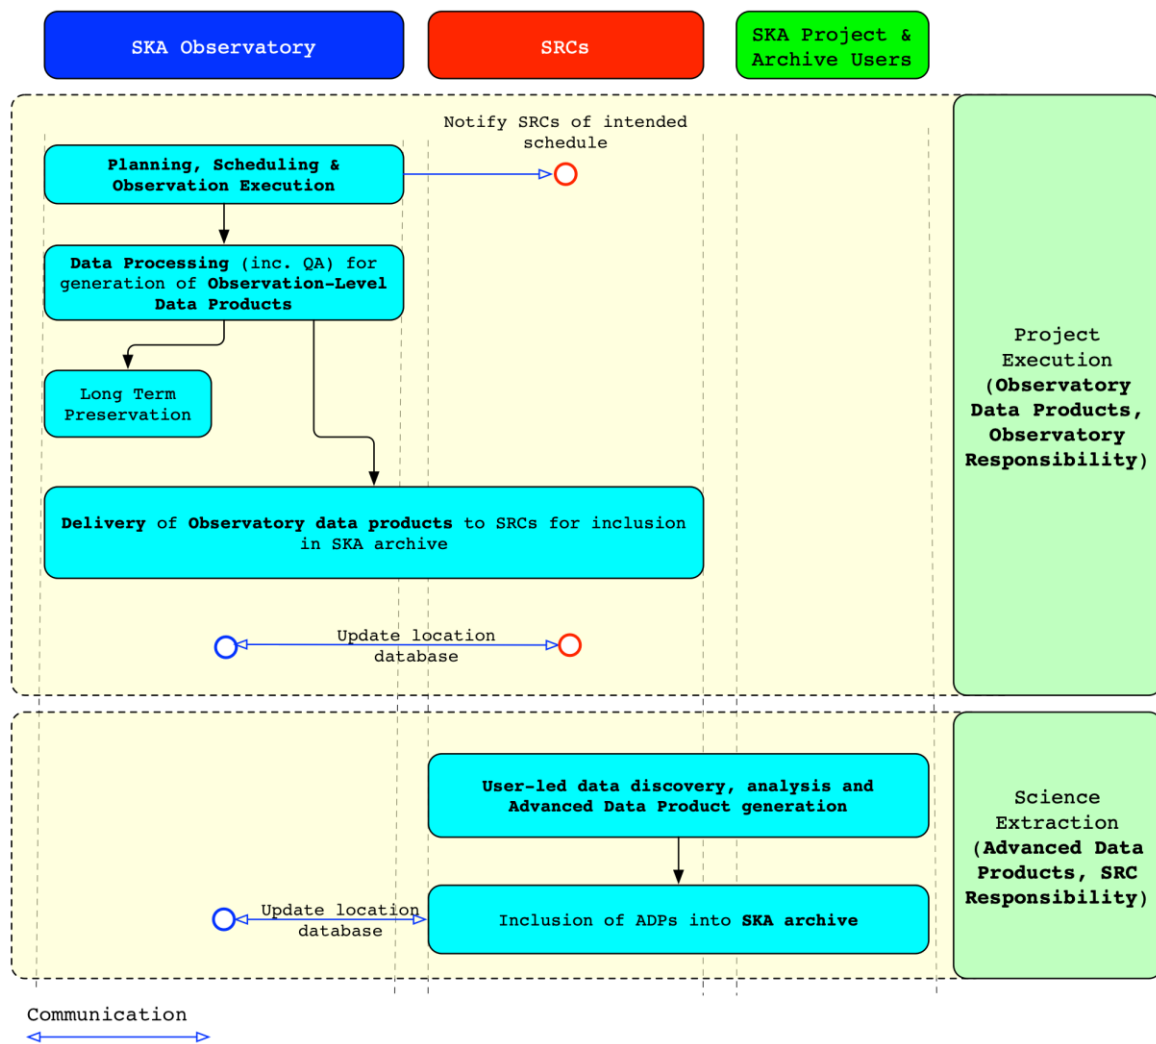 SKA Observatory
SRCs
SKA Project &
Archive Users
Notify SRCs of intended
schedule
Planning, Scheduling &
Observation Execution
Data Processing (inc. QA) for
generation of Observation-Level
Data Products
Long Term
Preservation
Delivery of Observatory data products to SRCs for inclusion
in SKA archive
Update location
database
Project
Execution
(Observatory
Data Products,
Observatory
Responsibility)
User-led data discovery, analysis and
Advanced Data Product generation
Update location
database
Inclusion of ADPs into SKA archive
Science
Extraction
(Advanced Data
Products, SRC
Responsibility)
Communication